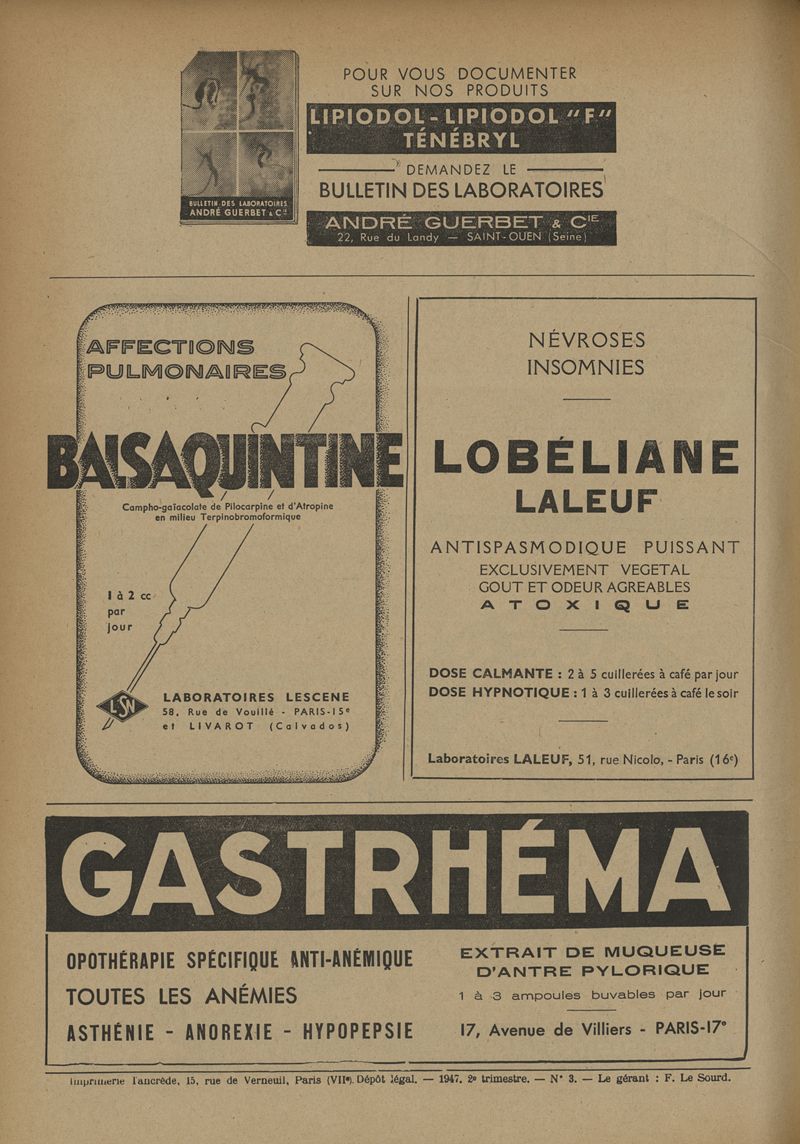 POUR VOUS DOCUMENTER
SUR NOS PRODUITS
LIPIODOL - LIPIODOL "F"
TÉNÉBRYL
DEMANDEZ LE
BULLETIN DES LABORATOIRES
ANDRÉ GUERBET & CIE
22, Rue du Landy — SAINT-OUEN (Seine)
BULLETIN DES LABORATOIRES
ANDRÉ GUERBET & Cie
AFFECTIONS
PULMONAIRES
BALSAQUINTINE
Campho-gaïacolate de Pilocarpine et d'Atropine
en milieu Terpinobromoformique
1 à 2 cc
par
jour
LSN
LABORATOIRES LESCENE
58, Rue de Vouillé - PARIS-15e
et LIVAROT (Calvados)
NÉVROSES
INSOMNIES
LOBÉLIANE
LALEUF
ANTISPASMODIQUE PUISSANT
EXCLUSIVEMENT VEGETAL
GOUT ET ODEUR AGREABLES
ATOXIQUE
DOSE CALMANTE : 2 à 5 cuillerées à café par jour
DOSE HYPNOTIQUE : 1 à 3 cuillerées à café le soir
Laboratoires LALEUF, 51, rue Nicolo, - Paris (16e)
GASTRHÉMA
OPOTHÉRAPIE SPÉCIFIQUE ANTI-ANÉMIQUE
TOUTES LES ANÉMIES
ASTHÉNIE - ANOREXIE - HYPOPEPSIE
EXTRAIT DE MUQUEUSE
D'ANTRE PYLORIQUE
1 à 3 ampoules buvables par jour
17, Avenue de Villiers - PARIS-17e
Imprimerie Tancrède, 15, rue de Verneuil, Paris (VIIe). Dépôt légal. — 1947. 2e trimestre. — N° 3. — Le gérant : F. Le Sourd.